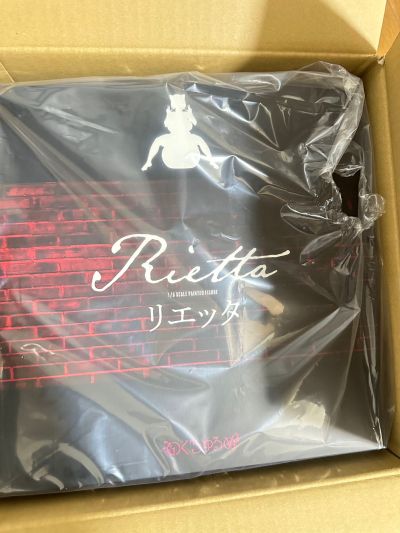 Rietta
1/6 SCALE PAINTED FIGURE
リエッタ